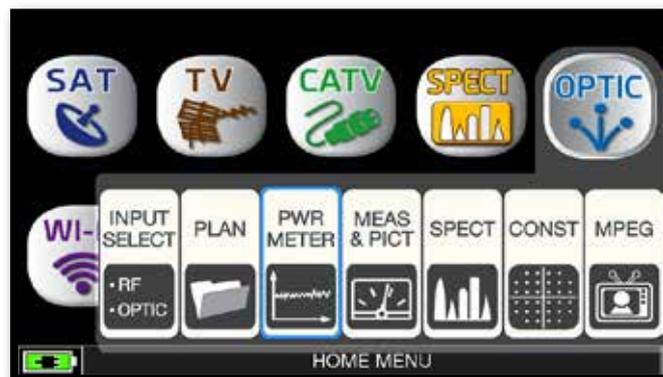 SAT
TV
CATV
SPECT
OPTIC
WI-
INPUT
SELECT
• RF
• OPTIC
PLAN
PWR
METER
MEAS
& PICT
SPECT
CONST
MPEG
HOME MENU